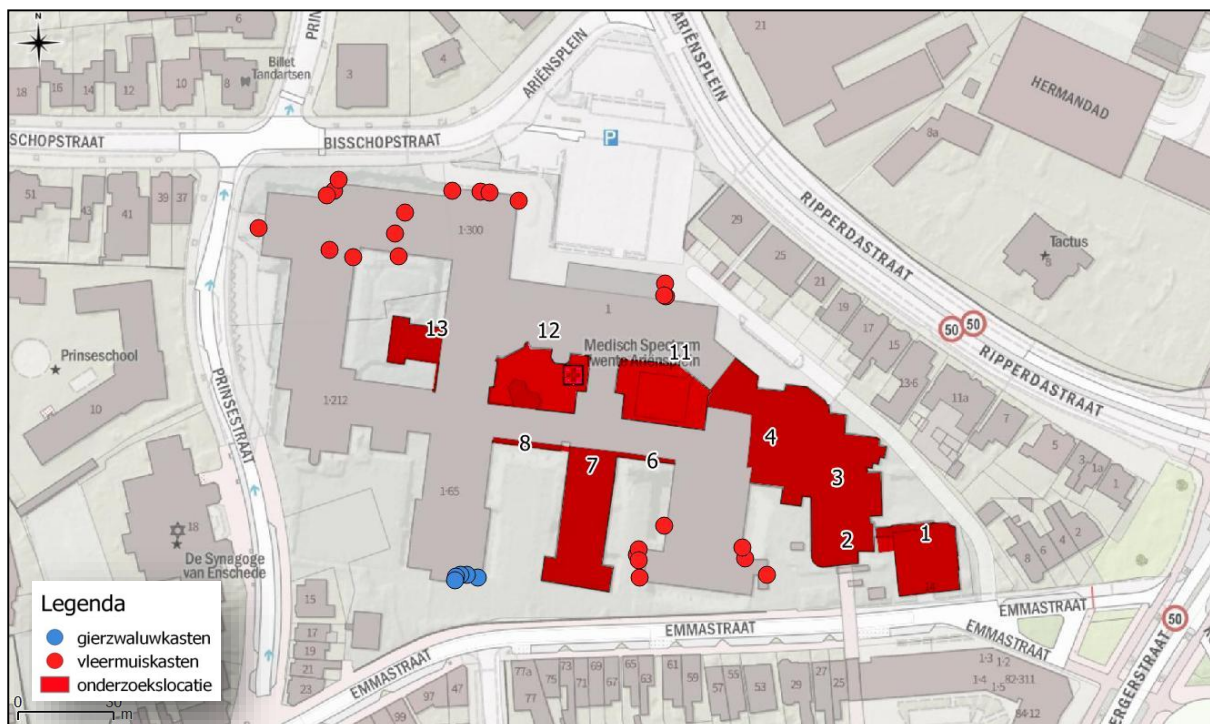 N
PRIN
ARIËNSPLEIN
21
Billet
Tandartsen
18
16
14
12
10
8
3
4
ARIËNSPLEIN
HERMANDAD
8a
SCHOPSTRAAT
BISSCHOPSTRAAT
P
51
43
41
39
37
RIPPERDASTRAAT
29
25
21
19
17
15
13-6
11a
7
5
3
1a
1
Tactus
8
50
50
RIPPERDASTRAAT
1-300
1
13
12
Medisch Spectrum
Twente Ariënsplein
11
Prinseschool
10
PRINSESTRAAT
1-212
8
7
6
4
3
2
1
1-65
18
De Synagoge
van Enschede
8
6
4
2
15
17
19
21
23
EMMASTRAAT
EMMASTRAAT
EMMASTRAAT
EMMASTRAAT
50
BERGERSTRAAT
99
97
47
77a
77
75
73
71
69
67
65
63
61
59
57
55
53
29
27
25
1-3
1-2
1-4
1-5
82-311
84-12
Legenda
gierzwaluwkasten
vleermuiskasten
onderzoekslocatie
0
30
m